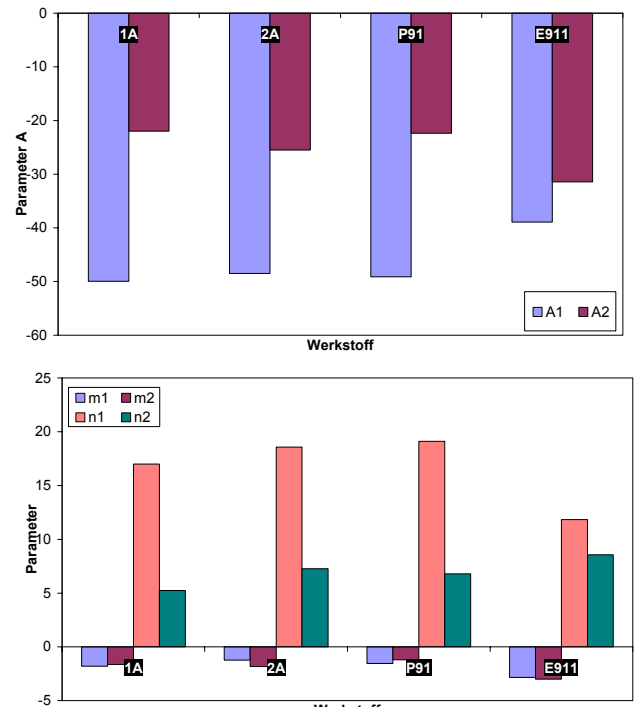 0
-10
-20
-30
-40
-50
-60
Parameter A
1A 2A P91 E911
A1 A2
Werkstoff
25
20
15
10
5
0
-5
Parameter
m1 m2
n1 n2
1A 2A P91 E911
Werkstoff